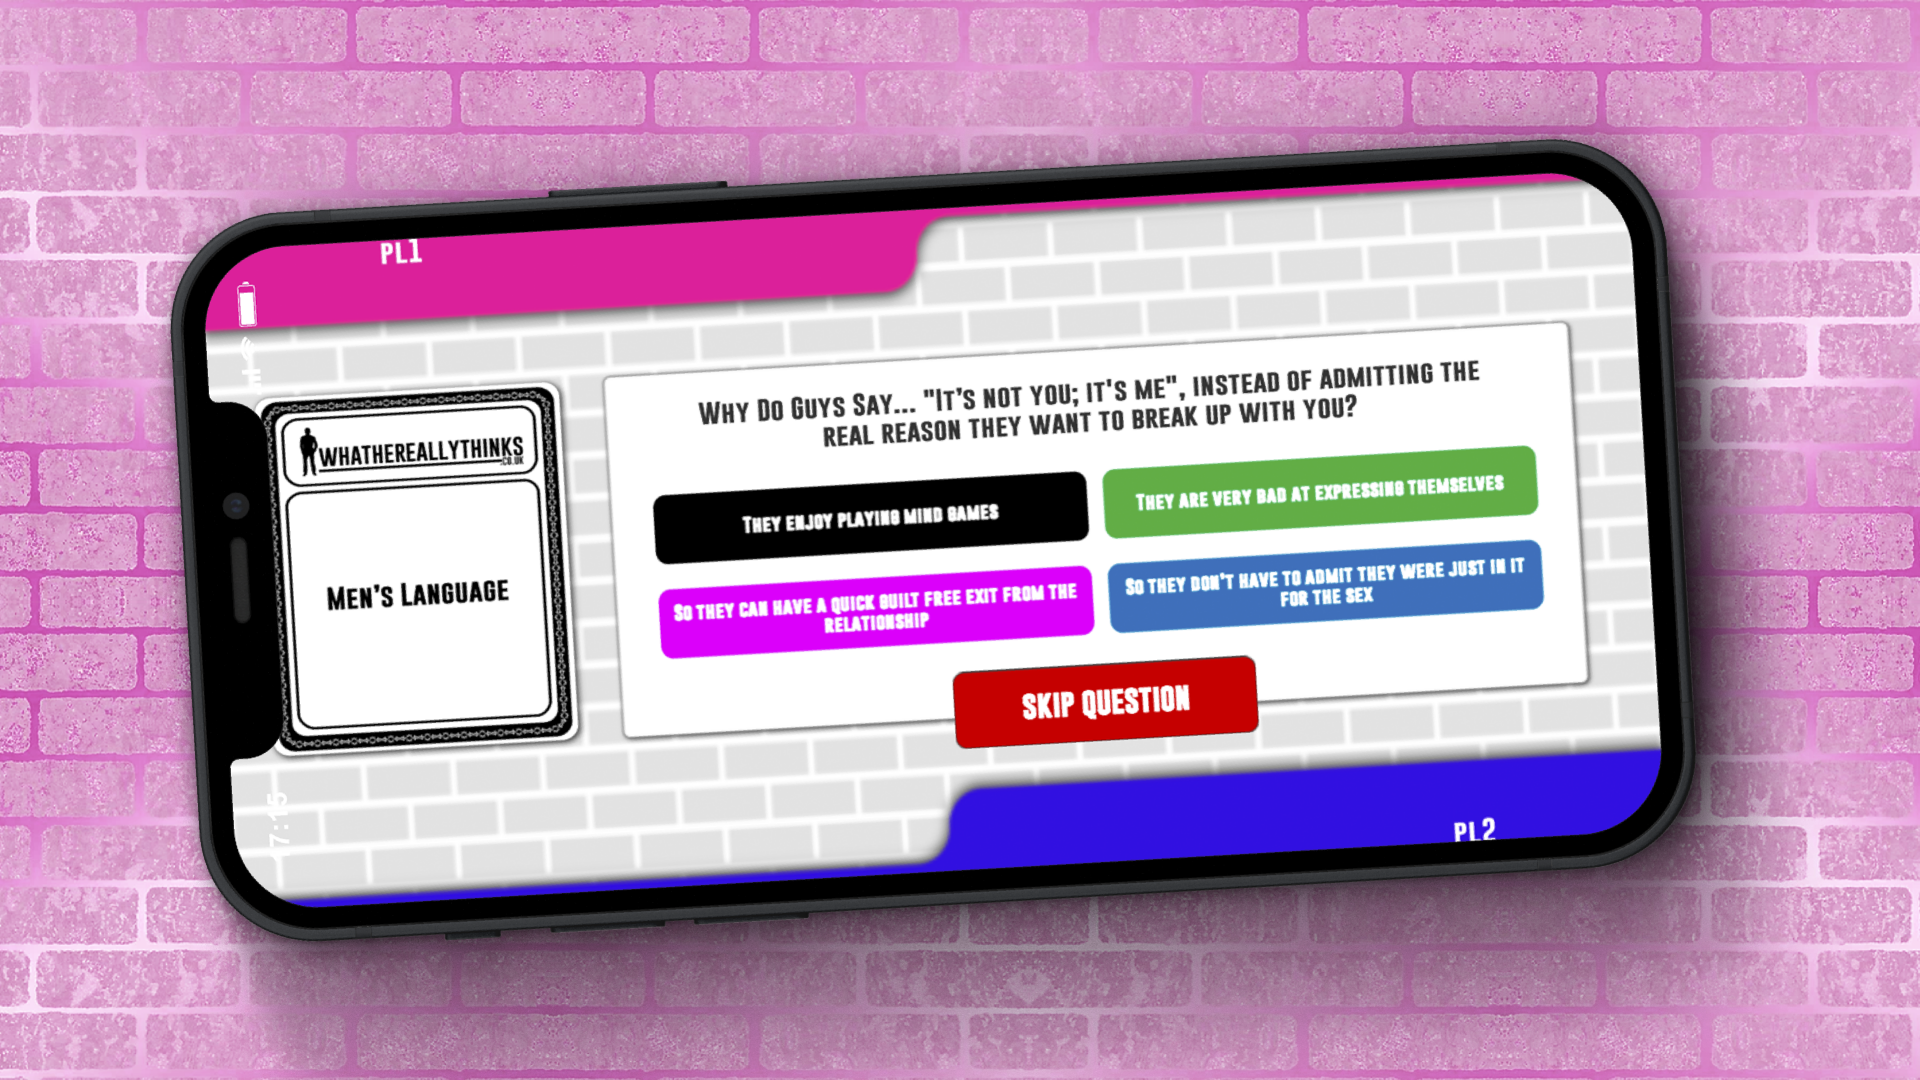 PL1
WHATHEREALLYTHINKS
.CO.UK
MEN'S LANGUAGE
WHY DO GUYS SAY... "IT'S NOT YOU; IT'S ME", INSTEAD OF ADMITTING THE
REAL REASON THEY WANT TO BREAK UP WITH YOU?
THEY ENJOY PLAYING MIND GAMES
THEY ARE VERY BAD AT EXPRESSING THEMSELVES
SO THEY CAN HAVE A QUICK GUILT FREE EXIT FROM THE
RELATIONSHIP
SO THEY DON'T HAVE TO ADMIT THEY WERE JUST IN IT
FOR THE SEX
SKIP QUESTION
17:15
PL2